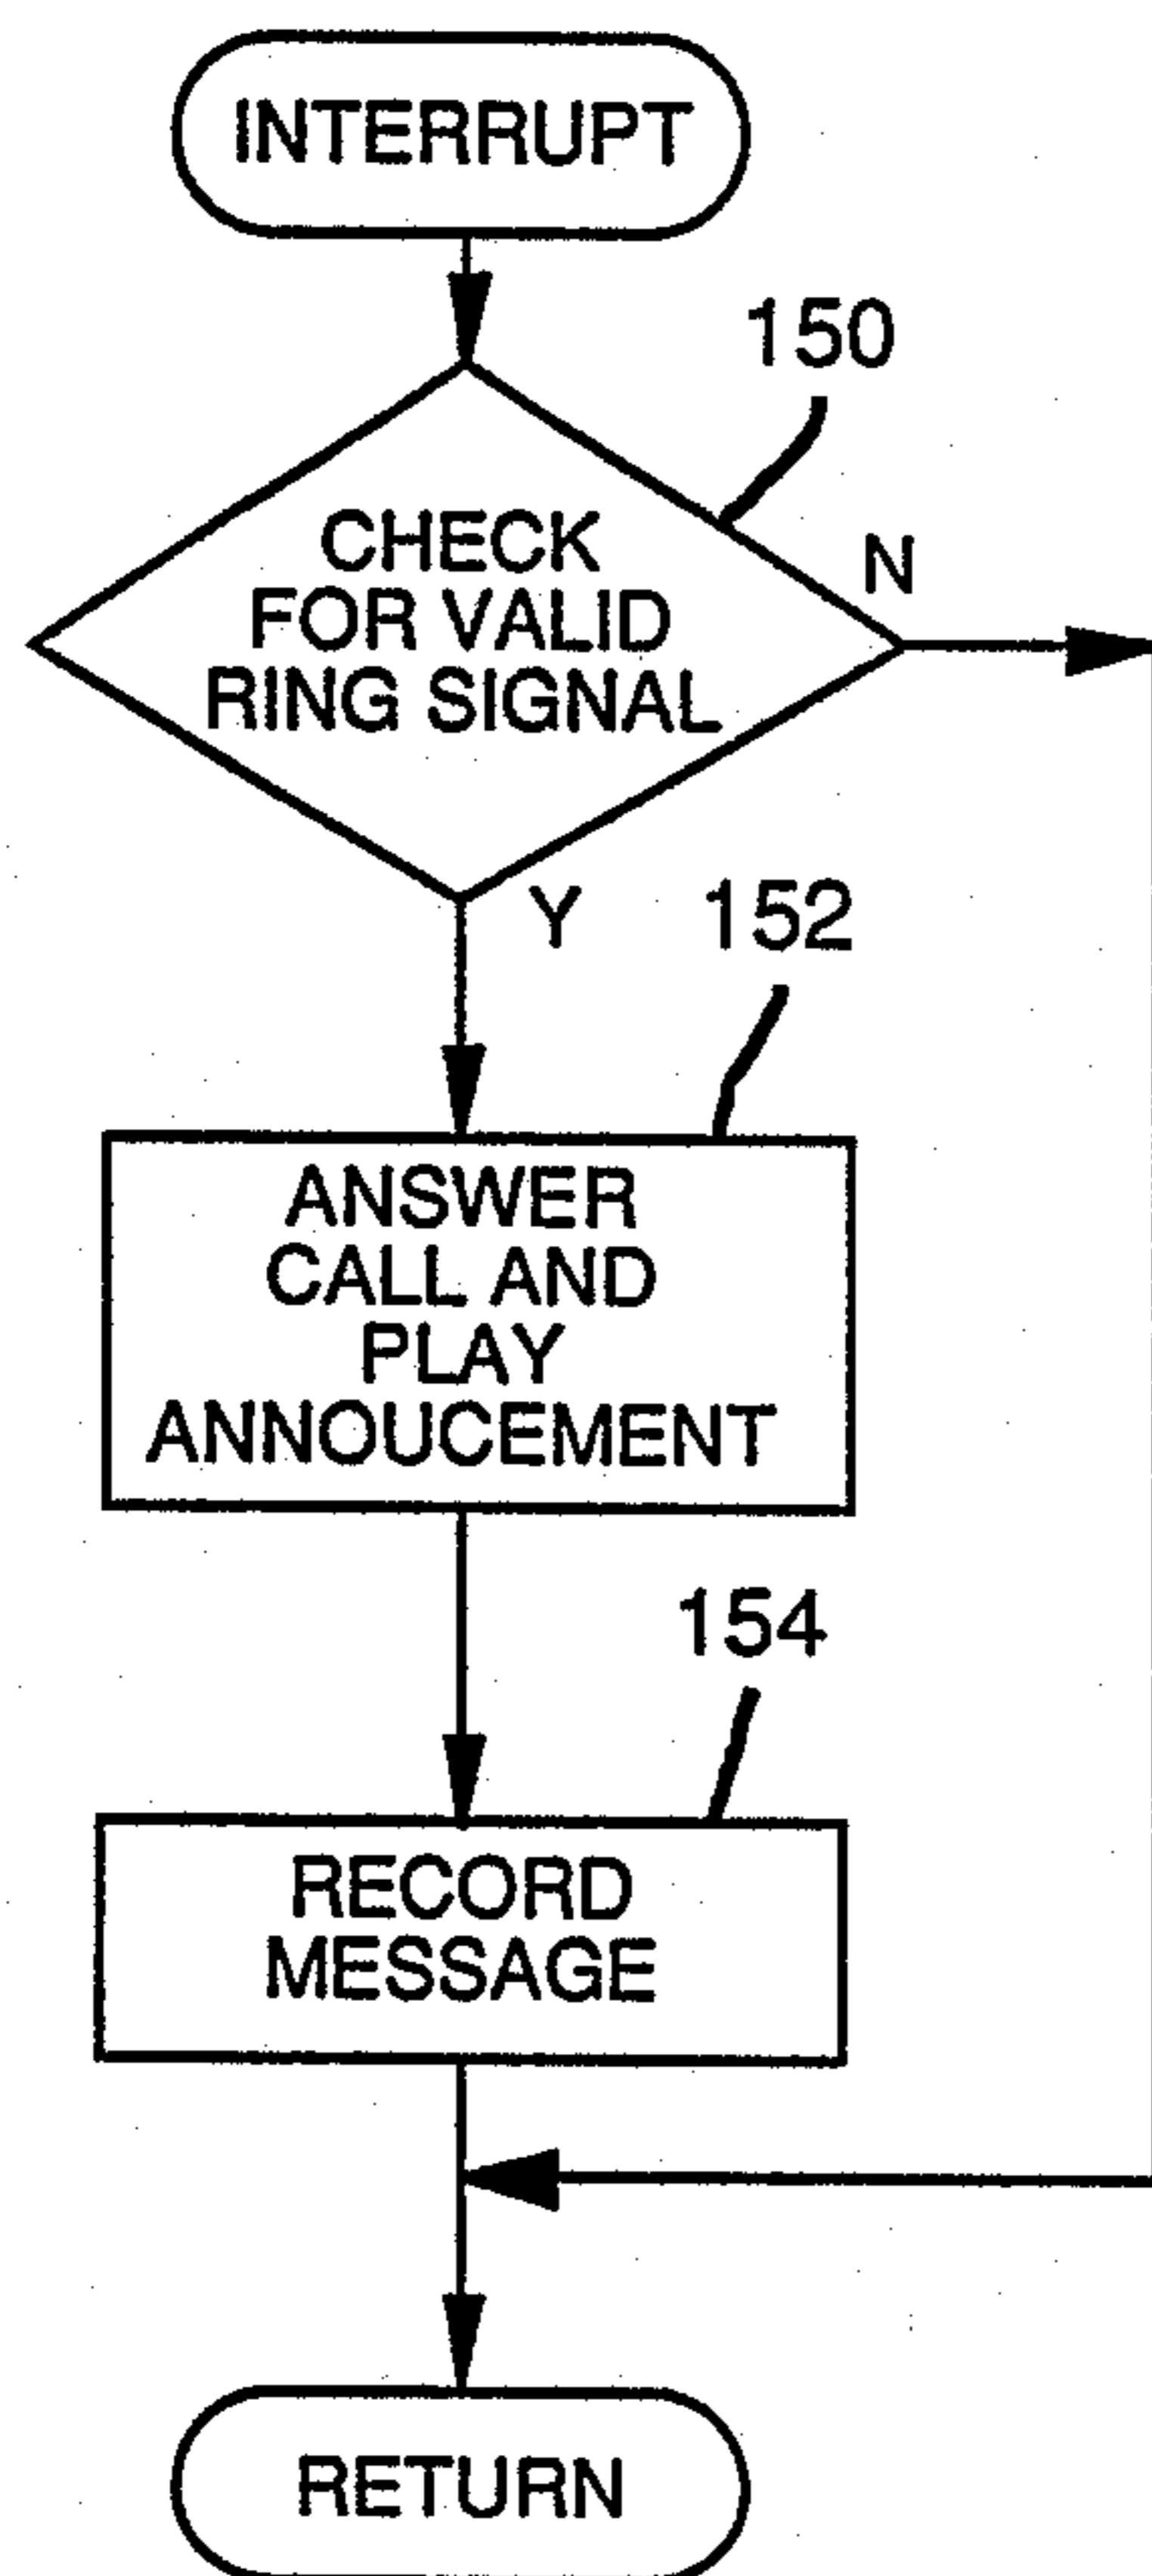 INTERRUPT
150
CHECK
FOR VALID
RING SIGNAL
N
Y
152
ANSWER
CALL AND
PLAY
ANNOUCEMENT
154
RECORD
MESSAGE
RETURN